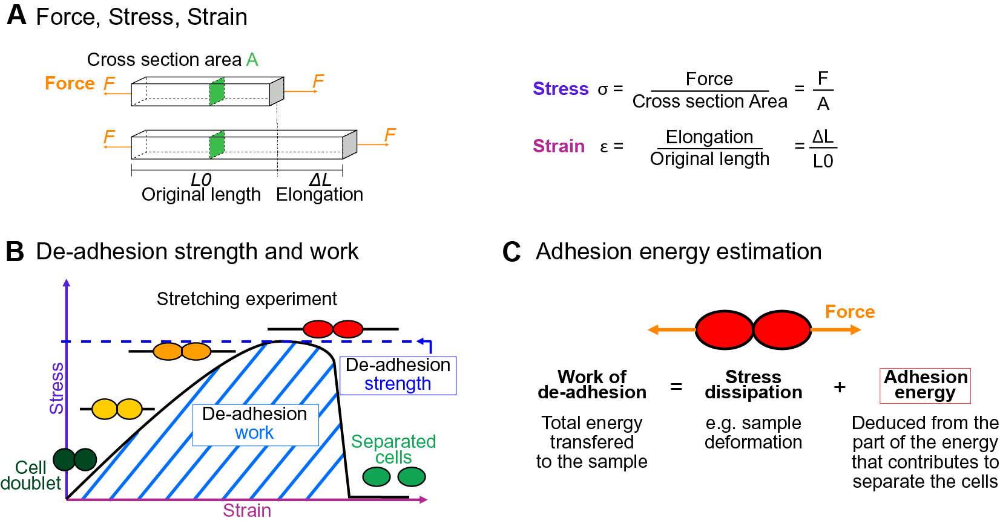 A Force, Stress, Strain
Cross section area A
Force F
F
F
F
L0
ΔL
Original length
Elongation
Stress σ = Force / Cross section Area = F / A
Strain ε = Elongation / Original length = ΔL / L0
B De-adhesion strength and work
Stretching experiment
Stress
De-adhesion
strength
De-adhesion
work
Separated
cells
Cell
doublet
Strain
C Adhesion energy estimation
Force
Work of
de-adhesion
=
Stress
dissipation
+
Adhesion
energy
Total energy
transfered
to the sample
e.g. sample
deformation
Deduced from the
part of the energy
that contributes to
separate the cells